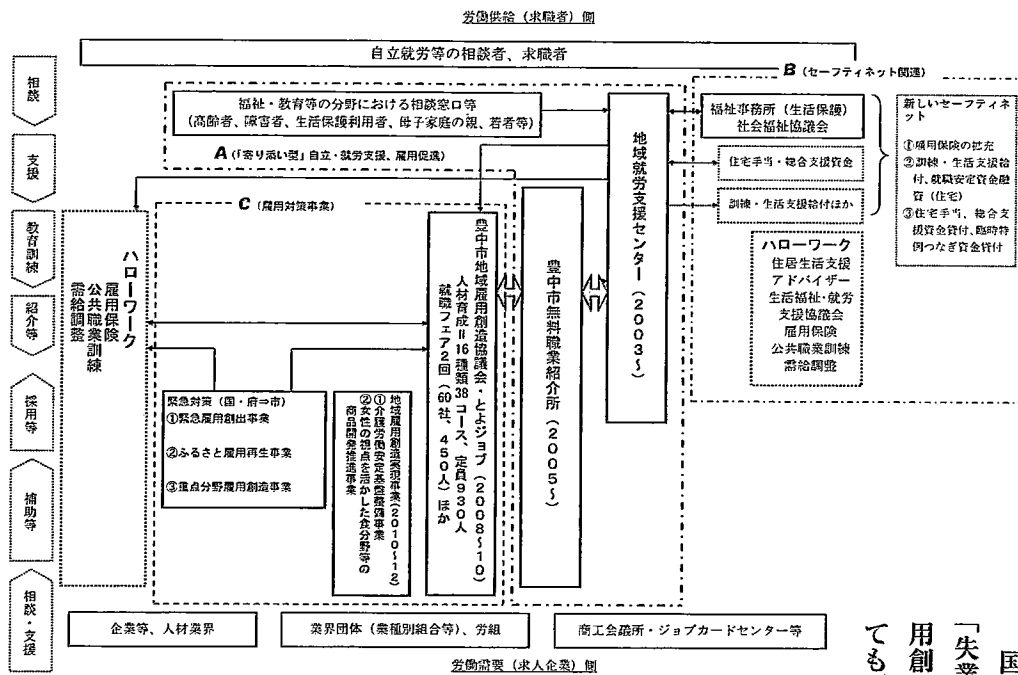 労働供給（求職者）側
自立就労等の相談者、求職者
相談
支援
教育訓練
紹介等
採用等
補助等
相談・支援
福祉・教育等の分野における相談窓口等
（高齢者、障害者、生活保護利用者、母子家庭の親、若者等）
A（「寄り添い型」自立・就労支援、雇用促進）
B（セーフティネット関連）
福祉事務所（生活保護）
社会福祉協議会
住宅手当・総合支援資金
訓練・生活支援給付ほか
新しいセーフティ
ネット
①雇用保険の拡充
②訓練・生活支援給
付、就職安定資金融
資（住宅）
③住宅手当、総合支
援資金貸付、臨時特
例つなぎ資金貸付
ハローワーク
住居生活支援
アドバイザー
生活福祉・就労
支援協議会
雇用保険
公共職業訓練
需給調整
地域就労支援センター（2003〜）
豊中市無料職業紹介所（2005〜）
C（雇用対策事業）
豊中市地域雇用創造協議会・とよジョブ（2008〜10）
人材育成＝16種類38コース、定員930人
就職フェア2回（60社、450人）ほか
地域雇用創造実現事業（2010〜12）
①介護労働安定基盤整備事業
②女性の視点を活かした食分野等の
商品開発推進事業
緊急対策（国・府⇒市）
①緊急雇用創出事業
②ふるさと雇用再生事業
③重点分野雇用創造事業
ハローワーク
雇用保険
公共職業訓練
需給調整
企業等、人材業界
業界団体（業種別組合等）、労組
商工会議所・ジョブカードセンター等
労働需要（求人企業）側
国
「失業
用創
ても